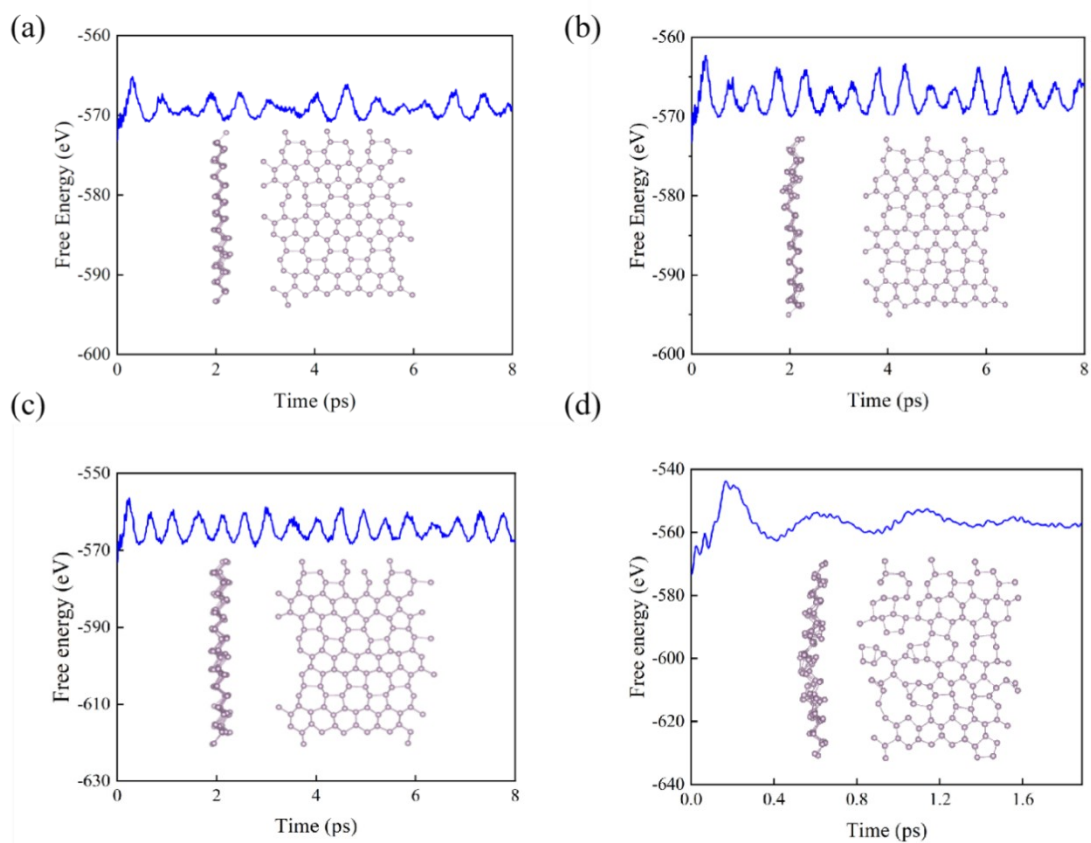 (a)
-560
-570
-580
-590
-600
Free Energy (eV)
0 2 4 6 8
Time (ps)
(b)
-560
-570
-580
-590
-600
Free Energy (eV)
0 2 4 6 8
Time (ps)
(c)
-550
-570
-590
-610
-630
Free energy (eV)
0 2 4 6 8
Time (ps)
(d)
-540
-560
-580
-600
-620
-640
Free energy (eV)
0.0 0.4 0.8 1.2 1.6
Time (ps)